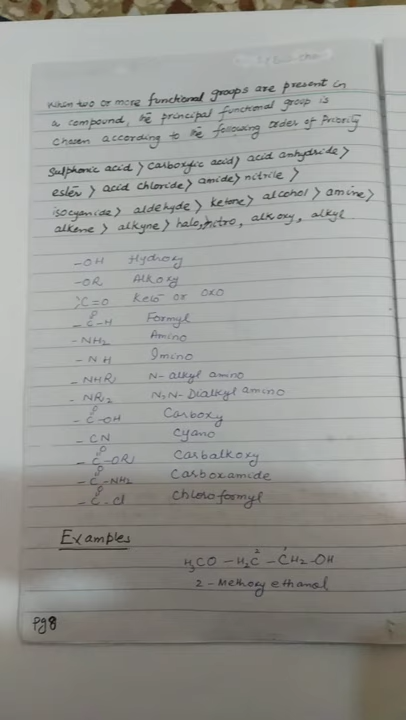 When two or more functional groups are present in
a compound, the principal functional group is
chosen according to the following order of Priority
Sulphonic acid > carboxylic acid > acid anhydride >
ester > acid chloride > amide > nitrile >
isocyanide > aldehyde > ketone > alcohol > amine >
alkene > alkyne > halo, nitro, alkoxy, alkyl
-OH Hydroxy
-OR Alkoxy
>C=O Keto or oxo
-C(=O)-H Formyl
-NH2 Amino
-NH Imino
-NHR N-alkyl amino
-NR2 N,N-Dialkyl amino
-C(=O)-OH Carboxy
-CN Cyano
-C(=O)-OR Carbalkoxy
-C(=O)-NH2 Carboxamide
-C(=O)-Cl Chloroformyl
Examples
2 1
H3CO-H2C-CH2-OH
2-Methoxy ethanol
Pg8